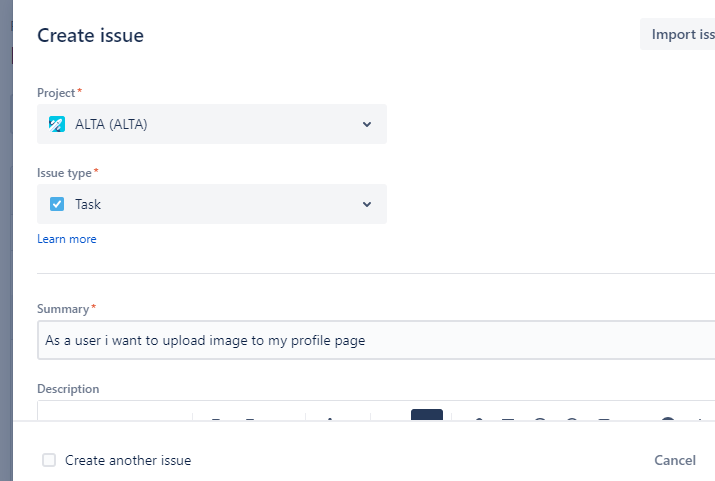 Create issue
Import iss
Project*
ALTA (ALTA)
Issue type*
Task
Learn more
Summary*
As a user i want to upload image to my profile page
Description
Create another issue
Cancel